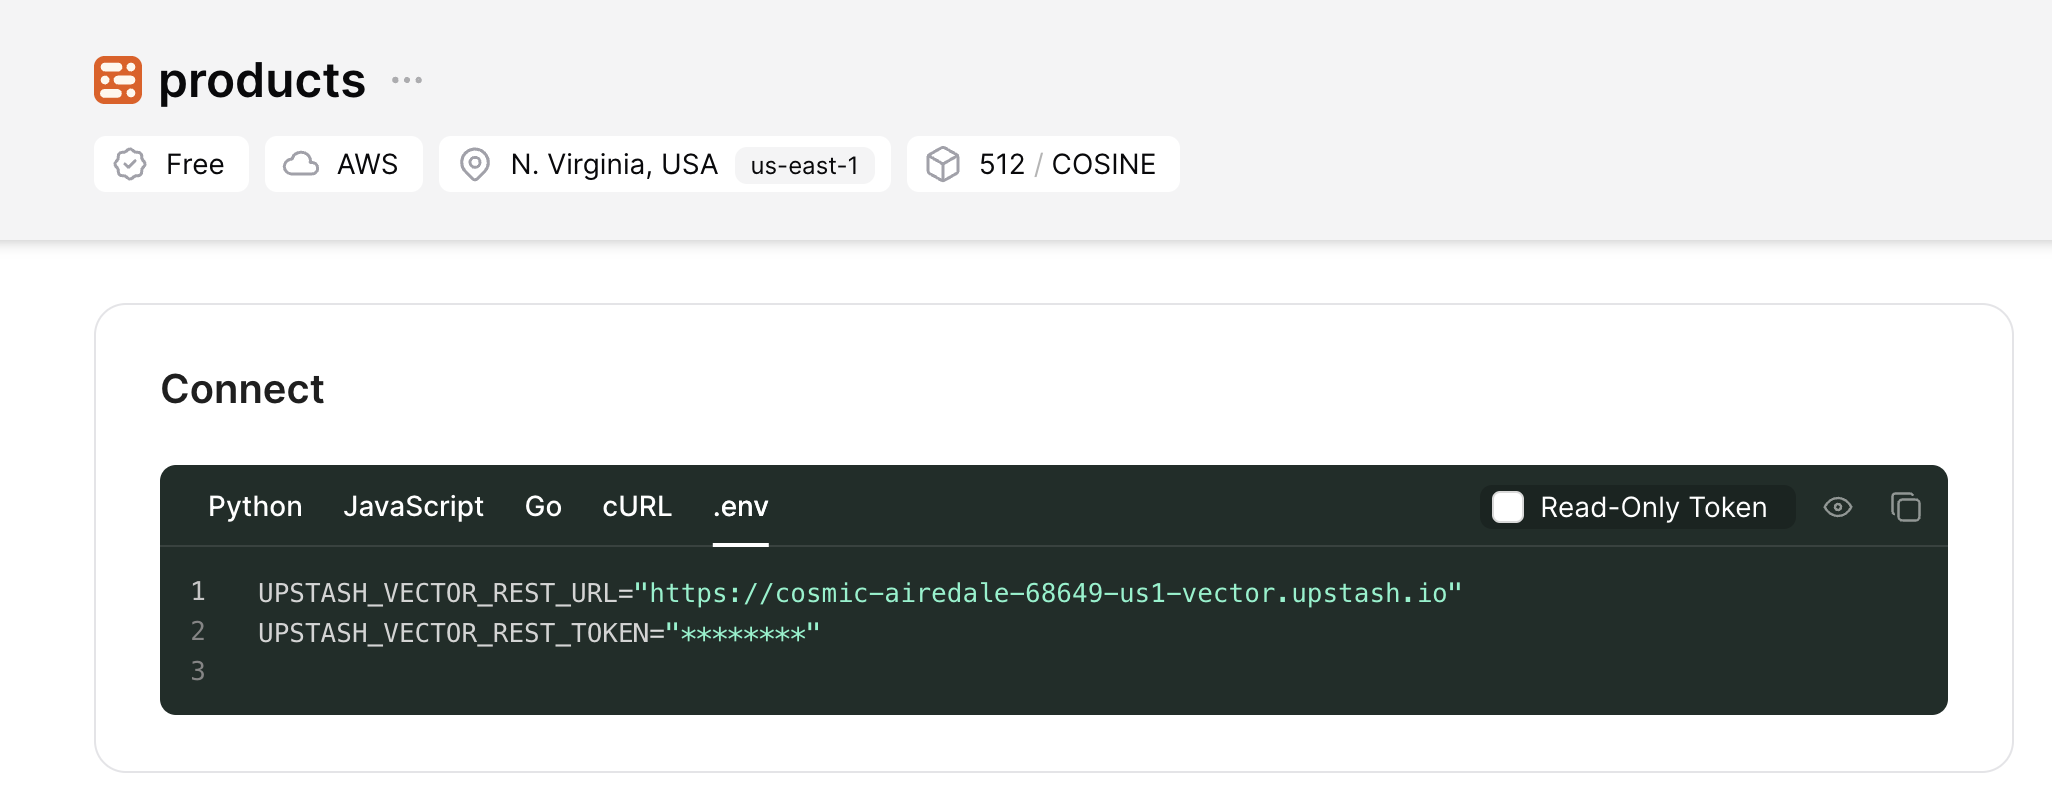 products
Free AWS N. Virginia, USA us-east-1 512 / COSINE
Connect
Python JavaScript Go cURL .env Read-Only Token
1 UPSTASH_VECTOR_REST_URL="https://cosmic-airedale-68649-us1-vector.upstash.io"
2 UPSTASH_VECTOR_REST_TOKEN="********"
3